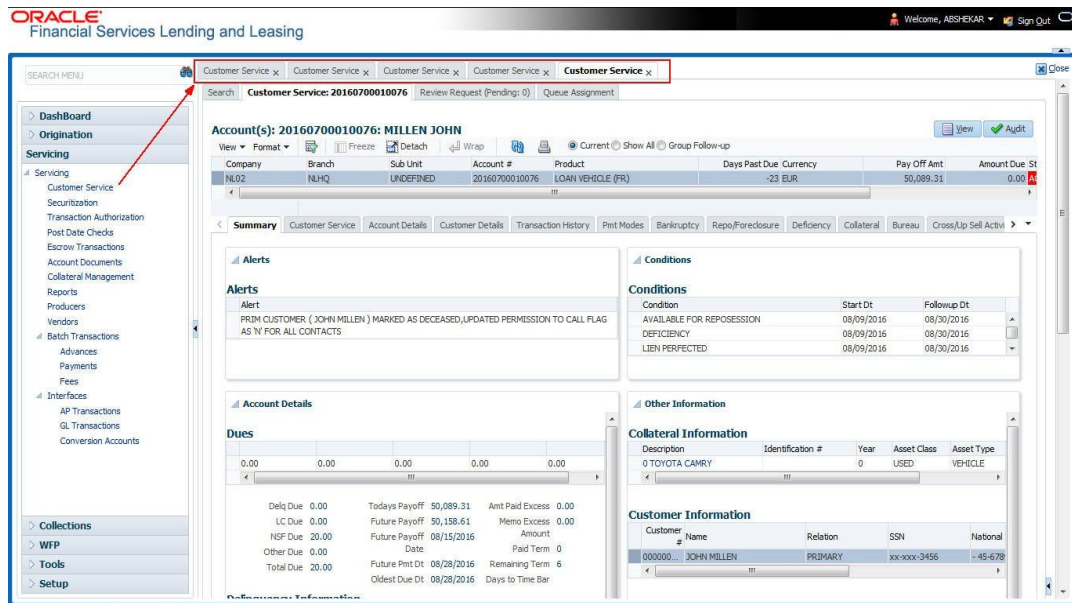 ORACLE
Financial Services Lending and Leasing
Welcome, ABSHEKAR
Sign Out
SEARCH MENU
Customer Service x Customer Service x Customer Service x Customer Service x Customer Service x
Close
Search Customer Service: 20160700010076 Review Request (Pending: 0) Queue Assignment
DashBoard
Origination
Servicing
Servicing
Customer Service
Securitization
Transaction Authorization
Post Date Checks
Escrow Transactions
Account Documents
Collateral Management
Reports
Producers
Vendors
Batch Transactions
Advances
Payments
Fees
Interfaces
AP Transactions
GL Transactions
Conversion Accounts
Collections
WFP
Tools
Setup
Account(s): 20160700010076: MILLEN JOHN
View Audit
View Format Freeze Detach Wrap Current Show All Group Follow-up
Company Branch Sub Unit Account # Product Days Past Due Currency Pay Off Amt Amount Due St
NL02 NLHQ UNDEFINED 20160700010076 LOAN VEHICLE (FR) -23 EUR 50,089.31 0.00
Summary Customer Service Account Details Customer Details Transaction History Pmt Modes Bankruptcy Repo/Foreclosure Deficiency Collateral Bureau Cross/Up Sell Activi
Alerts
Alerts
Alert
PRIM CUSTOMER ( JOHN MILLEN ) MARKED AS DECEASED,UPDATED PERMISSION TO CALL FLAG
AS 'N' FOR ALL CONTACTS
Conditions
Conditions
Condition Start Dt Followup Dt
AVAILABLE FOR REPOSESSION 08/09/2016 08/30/2016
DEFICIENCY 08/09/2016 08/30/2016
LIEN PERFECTED 08/09/2016 08/30/2016
Account Details
Dues
0.00 0.00 0.00 0.00 0.00
Delq Due 0.00 Todays Payoff 50,089.31 Amt Paid Excess 0.00
LC Due 0.00 Future Payoff 50,158.61 Memo Excess Amount 0.00
NSF Due 20.00 Future Payoff Date 08/15/2016 Paid Term 0
Other Due 0.00 Future Pmt Dt 08/28/2016 Remaining Term 6
Total Due 20.00 Oldest Due Dt 08/28/2016 Days to Time Bar
Delinquency Information
Other Information
Collateral Information
Description Identification # Year Asset Class Asset Type
0 TOYOTA CAMRY 0 USED VEHICLE
Customer Information
Customer # Name Relation SSN National
000000... JOHN MILLEN PRIMARY xx-xxx-3456 - 45-678